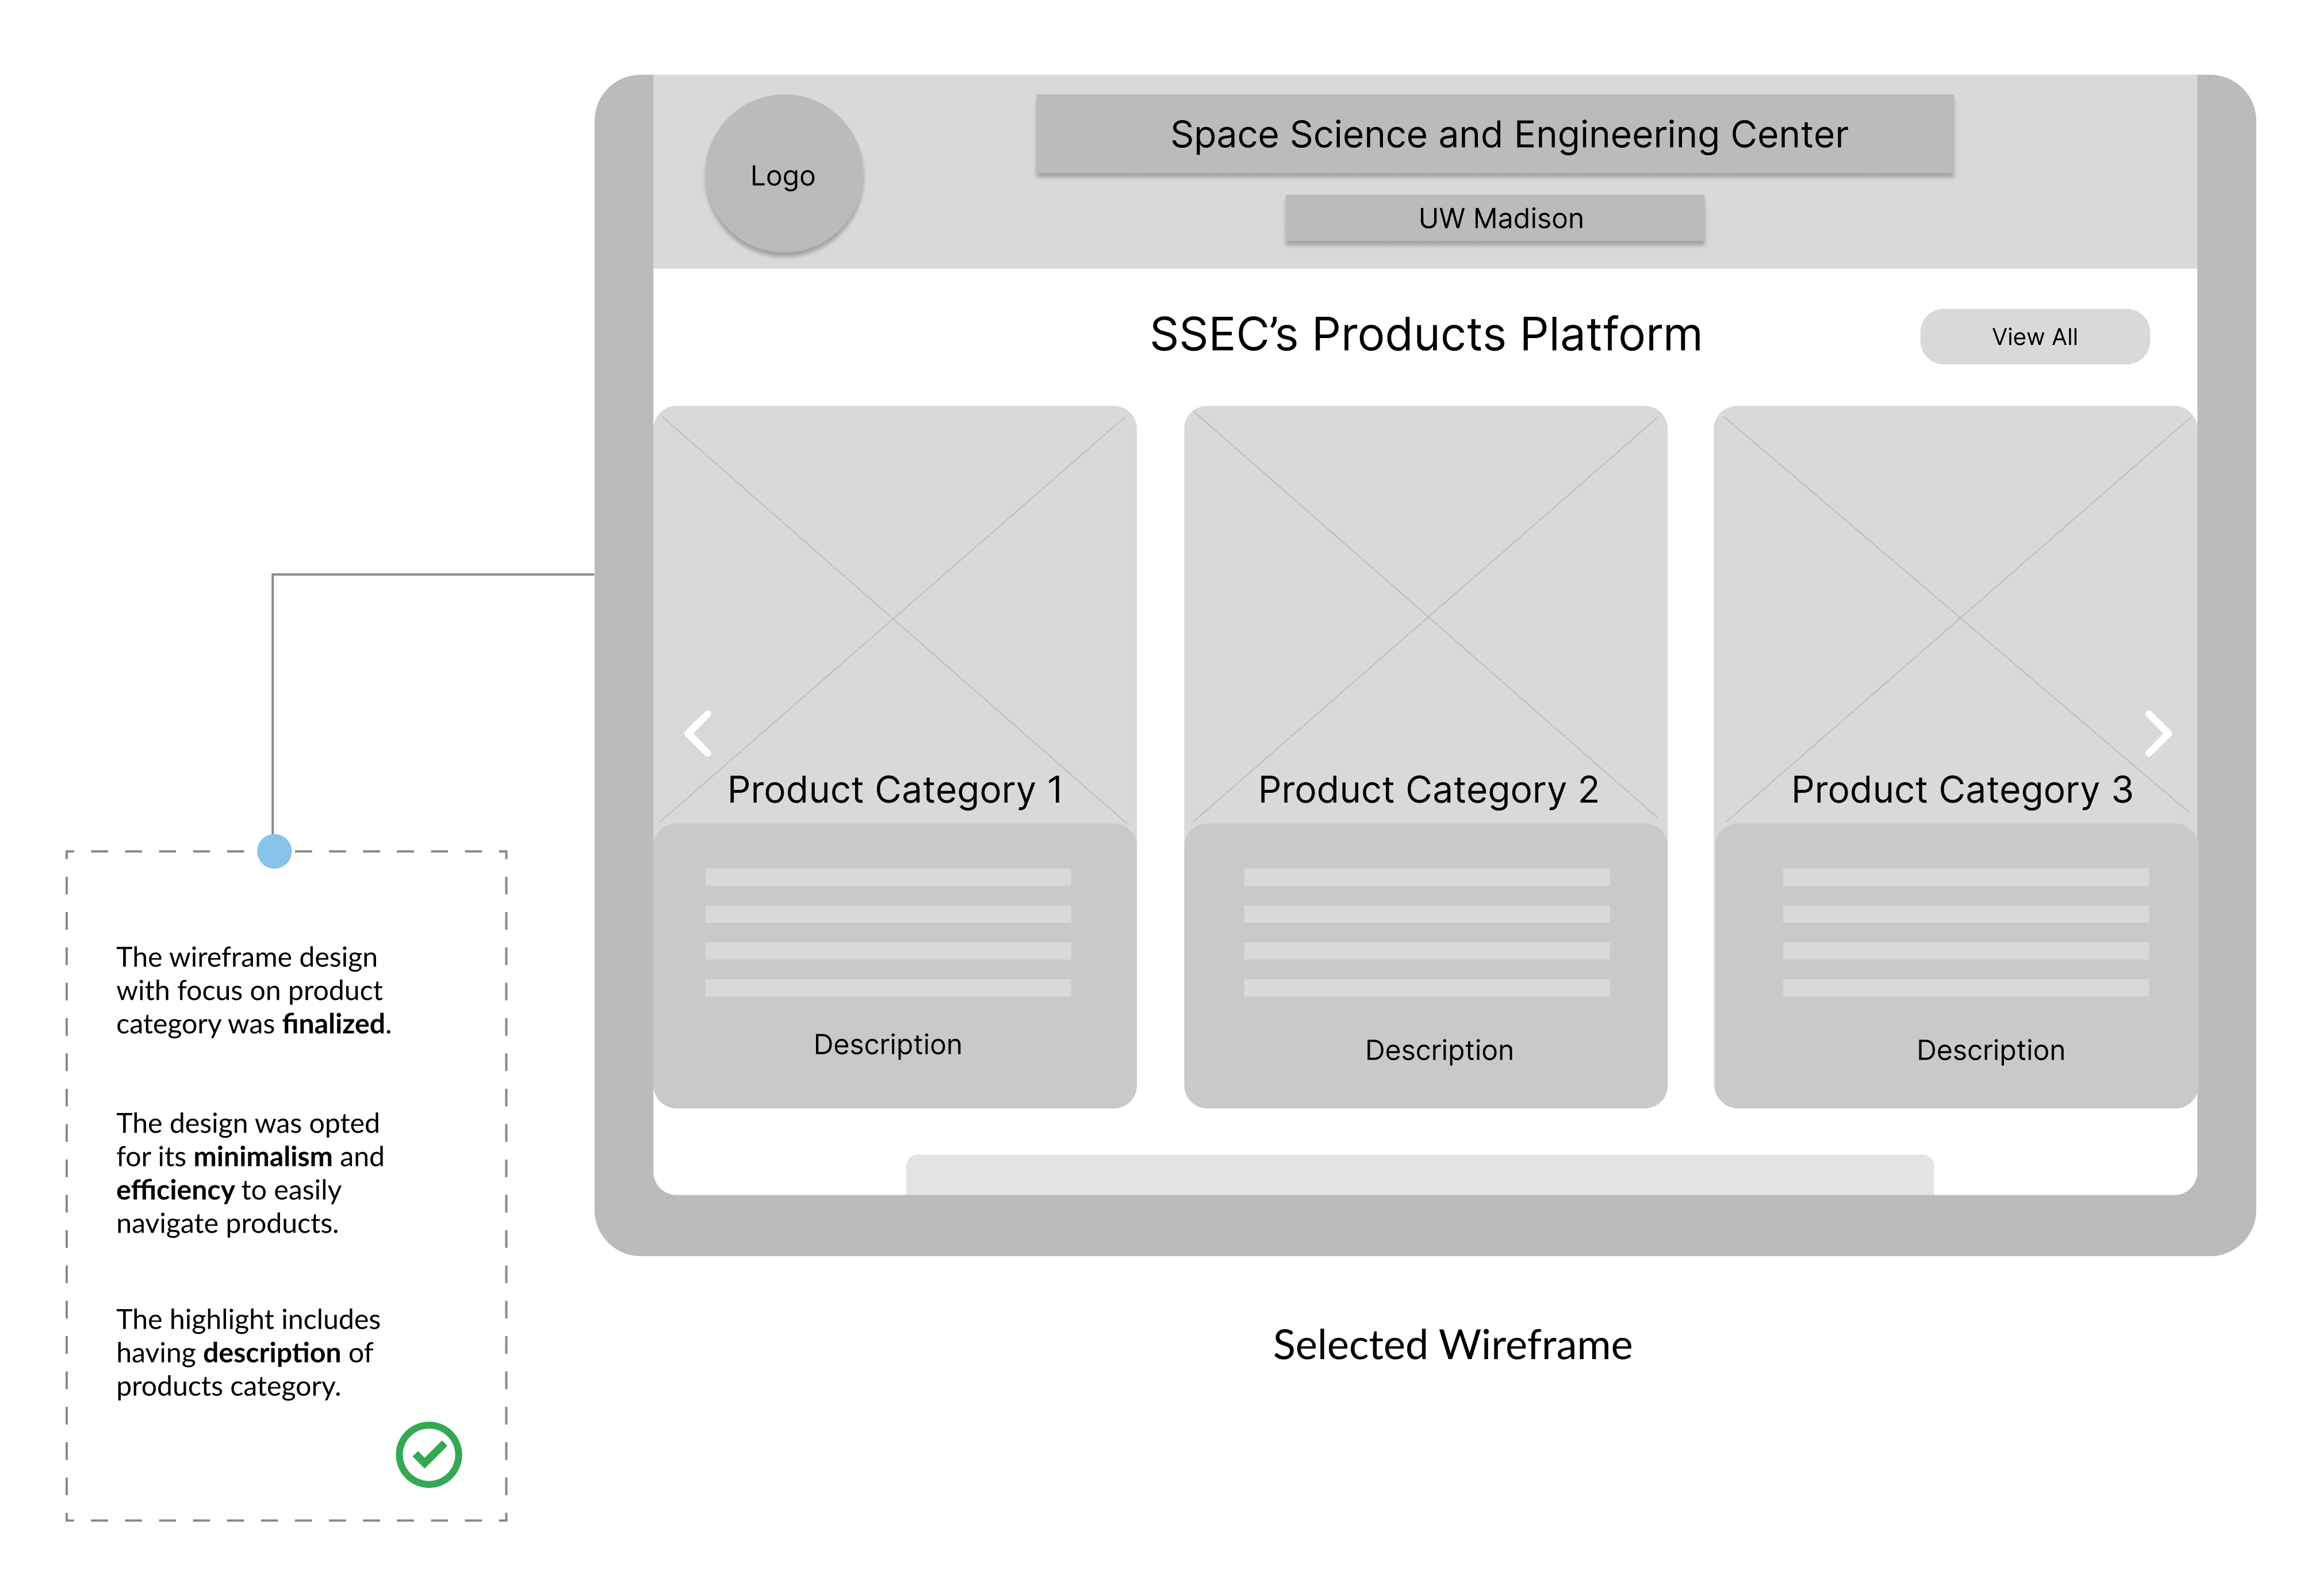 Space Science and Engineering Center
Logo
UW Madison
SSEC’s Products Platform
View All
Product Category 1
Product Category 2
Product Category 3
Description
Description
Description
The wireframe design
with focus on product
category was finalized.
The design was opted
for its minimalism and
efficiency to easily
navigate products.
The highlight includes
having description of
products category.
Selected Wireframe